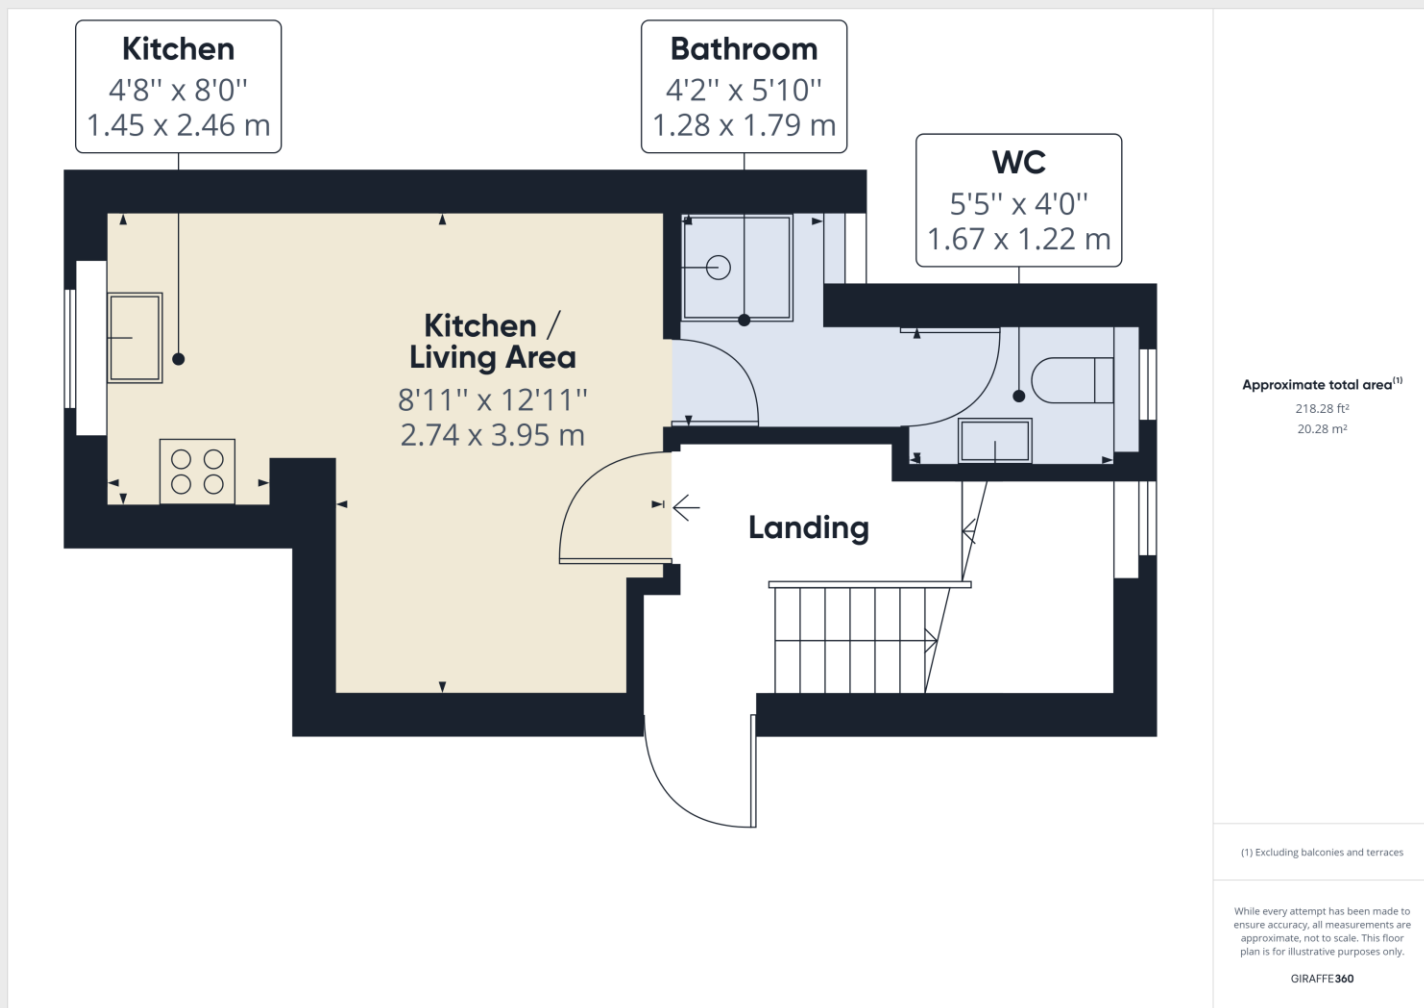 Kitchen
4'8'' x 8'0''
1.45 x 2.46 m
Bathroom
4'2'' x 5'10''
1.28 x 1.79 m
WC
5'5'' x 4'0''
1.67 x 1.22 m
Kitchen /
Living Area
8'11'' x 12'11''
2.74 x 3.95 m
Landing
Approximate total area(1)
218.28 ft²
20.28 m²
(1) Excluding balconies and terraces
While every attempt has been made to
ensure accuracy, all measurements are
approximate, not to scale. This floor
plan is for illustrative purposes only.
GIRAFFE360